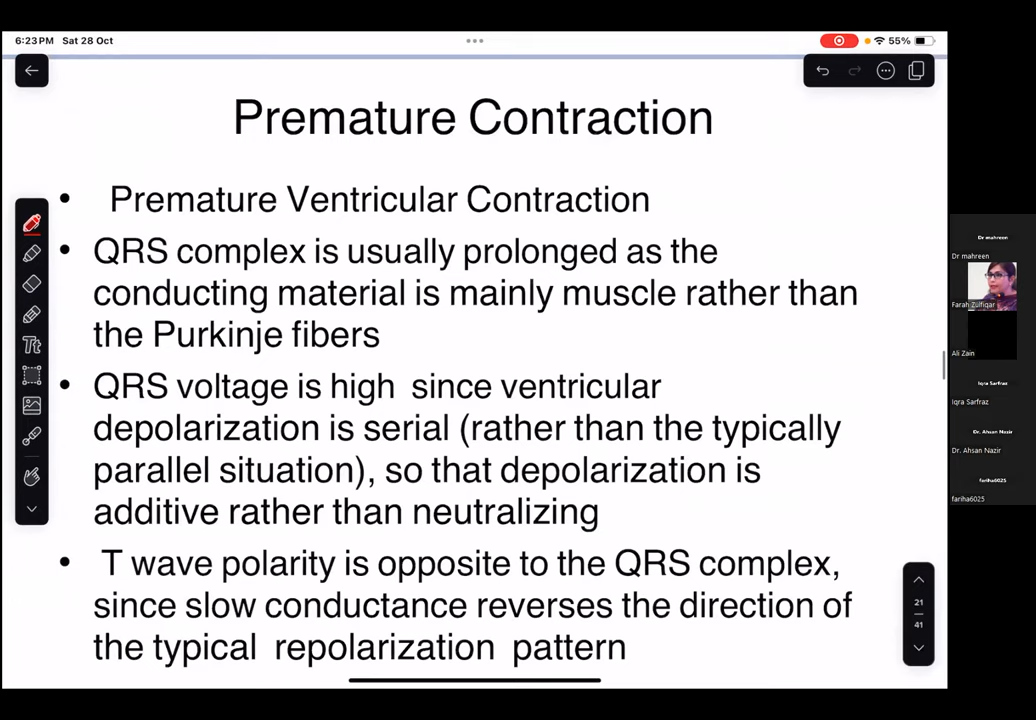 6:23 PM Sat 28 Oct
55%
Premature Contraction
• Premature Ventricular Contraction
• QRS complex is usually prolonged as the
conducting material is mainly muscle rather than
the Purkinje fibers
• QRS voltage is high since ventricular
depolarization is serial (rather than the typically
parallel situation), so that depolarization is
additive rather than neutralizing
• T wave polarity is opposite to the QRS complex,
since slow conductance reverses the direction of
the typical repolarization pattern
Tt
21
41
Dr mahreen
Dr mahreen
Farah Zulfiqar
Ali Zain
Iqra Sarfraz
Iqra Sarfraz
Dr. Ahsan Nazir
Dr. Ahsan Nazir
fariha6025
fariha6025